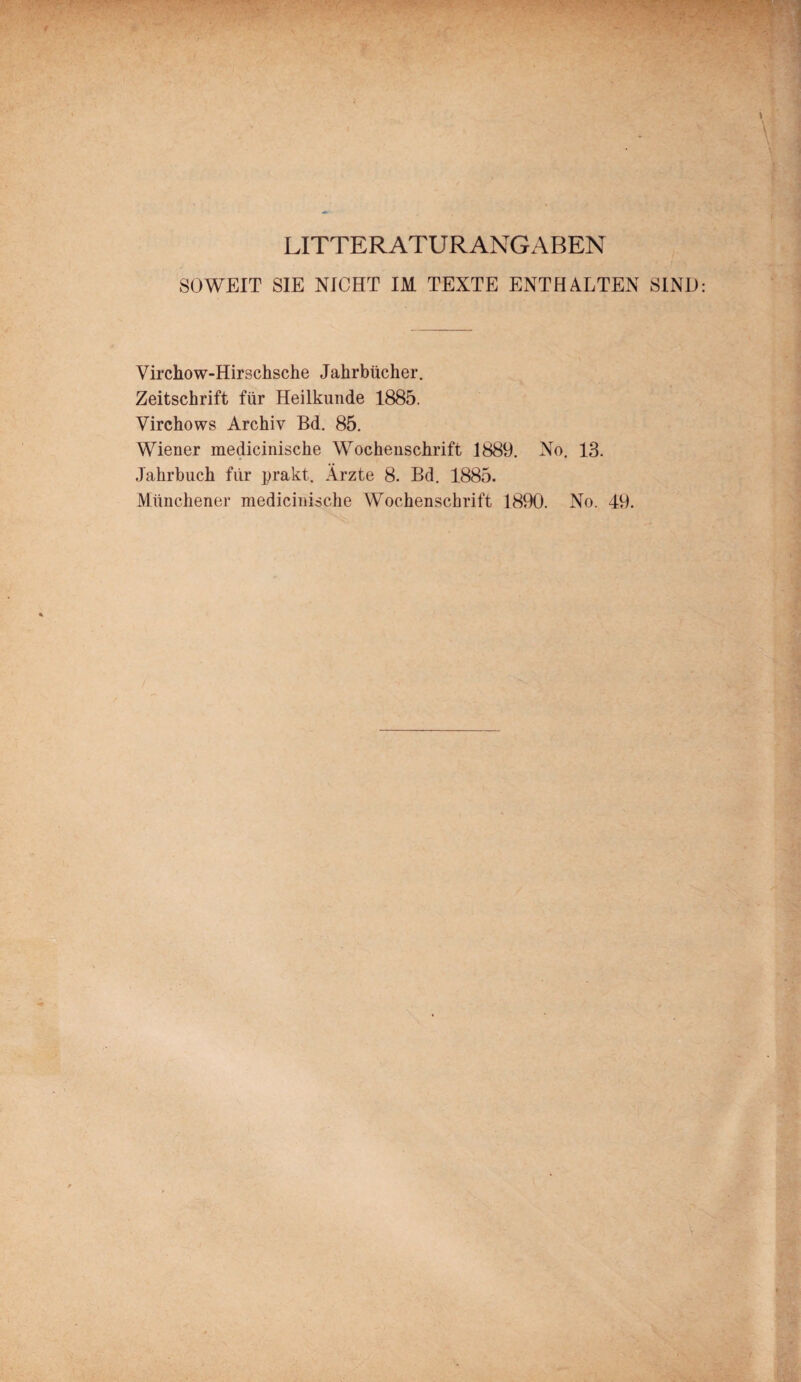 LITTERATURANGABEN
SOWEIT SIE NICHT IM TEXTE ENTHALTEN SIND:
Virchow-Hirschsche Jahrbücher.
Zeitschrift für Heilkunde 1885.
Virchows Archiv Bd. 85.
Wiener medicinische Wochenschrift 1889. No. 13.
Jahrbuch für prakt. Ärzte 8. Bd. 1885.
Münchener medicinische Wochenschrift 1890. No. 49.